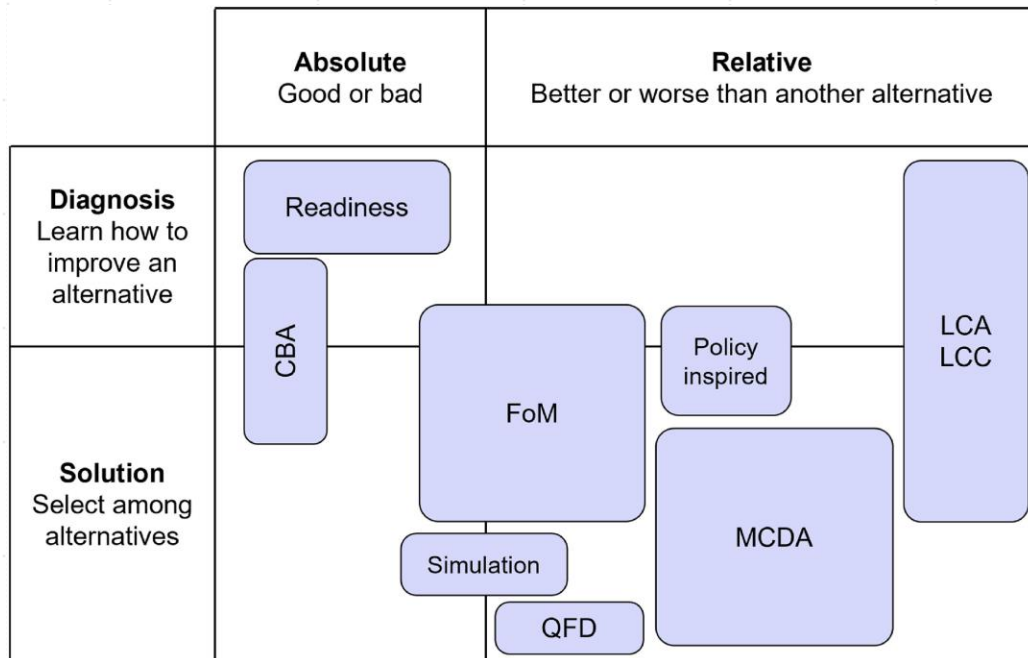 Absolute
Good or bad
Relative
Better or worse than another alternative
Diagnosis
Learn how to
improve an
alternative
Readiness
CBA
FoM
Policy
inspired
LCA
LCC
Solution
Select among
alternatives
Simulation
MCDA
QFD